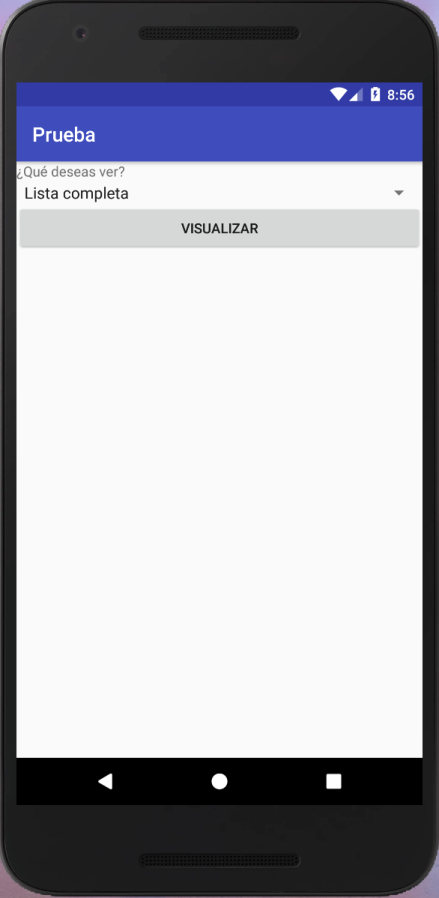 8:56
Prueba
¿Qué deseas ver?
Lista completa
VISUALIZAR